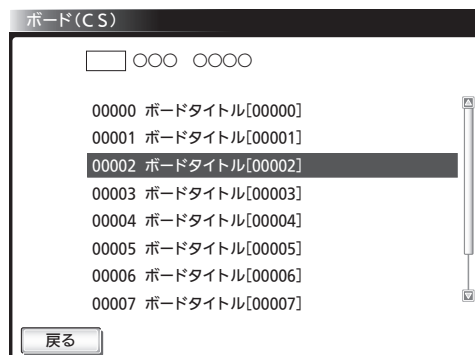 ボード（CS）
○○○ ○○○○
00000 ボードタイトル[00000]
00001 ボードタイトル[00001]
00002 ボードタイトル[00002]
00003 ボードタイトル[00003]
00004 ボードタイトル[00004]
00005 ボードタイトル[00005]
00006 ボードタイトル[00006]
00007 ボードタイトル[00007]
戻る